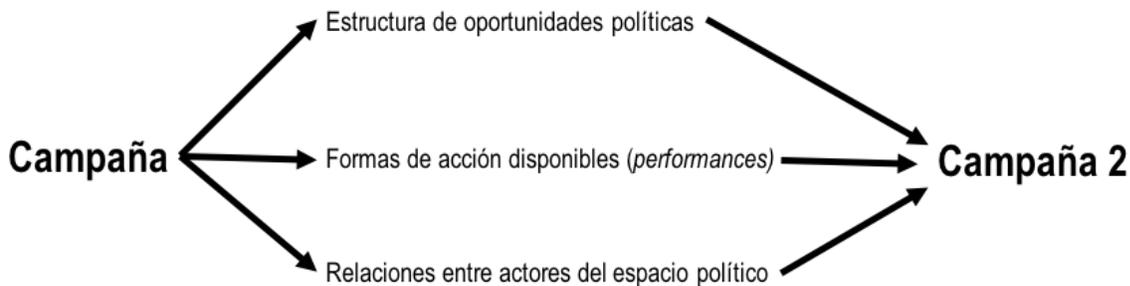 Estructura de oportunidades políticas
Campaña
Formas de acción disponibles (performances)
Campaña 2
Relaciones entre actores del espacio político